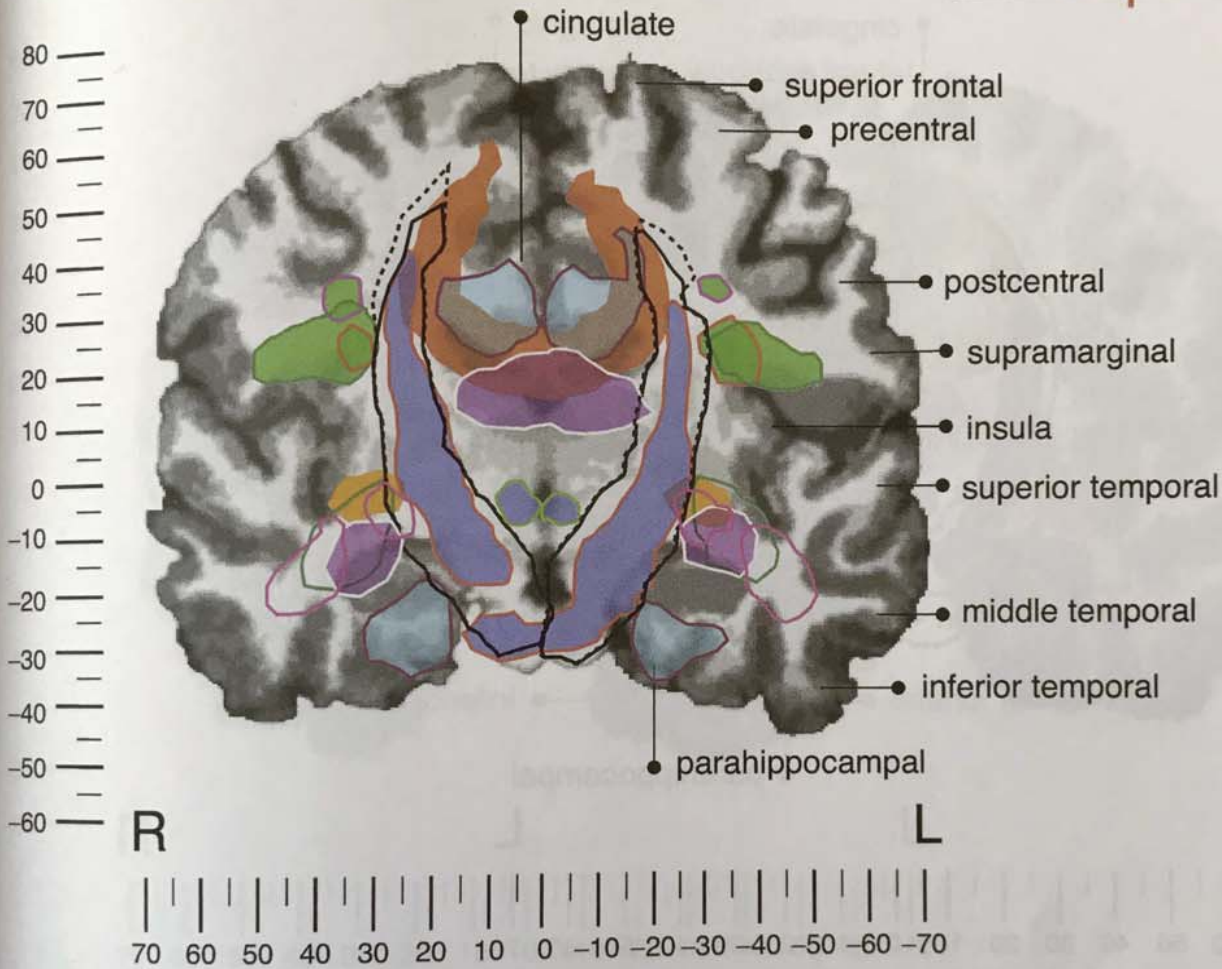 cingulate
80
superior frontal
70
precentral
60
50
40
postcentral
30
supramarginal
20
10
insula
0
superior temporal
–10
–20
middle temporal
–30
inferior temporal
–40
–50
parahippocampal
–60
R L
70 60 50 40 30 20 10 0 –10 –20 –30 –40 –50 –60 –70